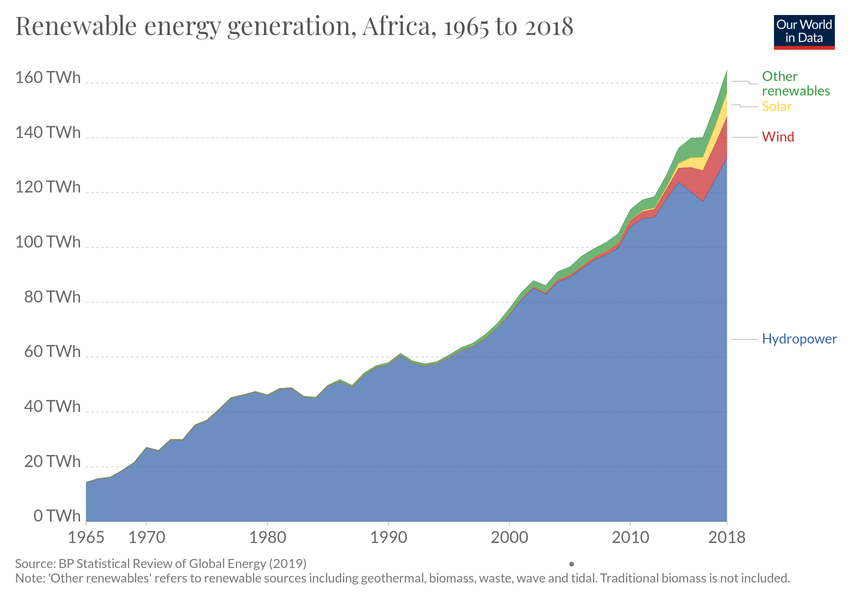 Renewable energy generation, Africa, 1965 to 2018
Our World
in Data
160 TWh
140 TWh
120 TWh
100 TWh
80 TWh
60 TWh
40 TWh
20 TWh
0 TWh
Other
renewables
Solar
Wind
Hydropower
1965 1970 1980 1990 2000 2010 2018
Source: BP Statistical Review of Global Energy (2019)
Note: 'Other renewables' refers to renewable sources including geothermal, biomass, waste, wave and tidal. Traditional biomass is not included.